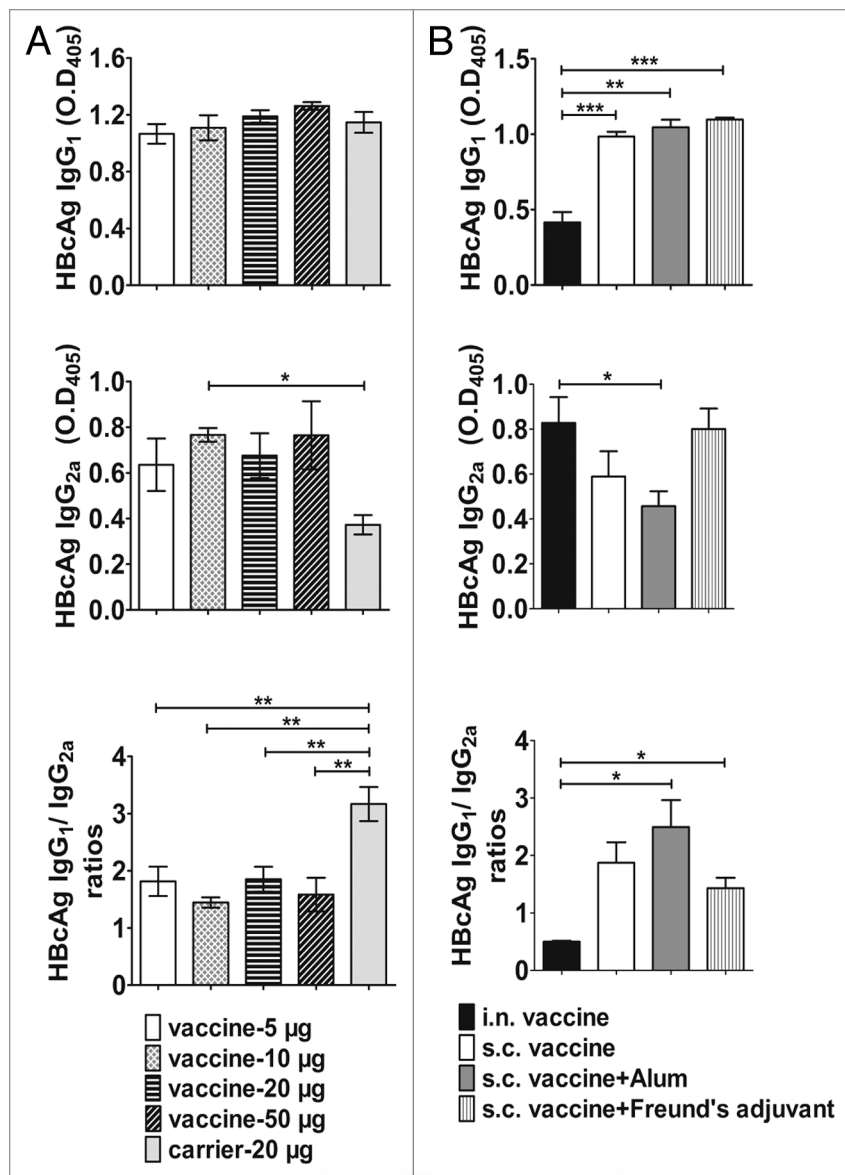 A
HBcAg IgG1 (O.D405)
1.6
1.2
0.8
0.4
0.0
HBcAg IgG2a (O.D405)
1.0
0.8
0.6
0.4
0.2
0.0
*
HBcAg IgG1/ IgG2a
ratios
4
3
2
1
0
**
**
**
**
vaccine-5 µg
vaccine-10 µg
vaccine-20 µg
vaccine-50 µg
carrier-20 µg
B
HBcAg IgG1 (O.D405)
1.5
1.0
0.5
0.0
***
**
***
HBcAg IgG2a (O.D405)
1.0
0.8
0.6
0.4
0.2
0.0
*
HBcAg IgG1/ IgG2a
ratios
4
3
2
1
0
*
*
i.n. vaccine
s.c. vaccine
s.c. vaccine+Alum
s.c. vaccine+Freund's adjuvant